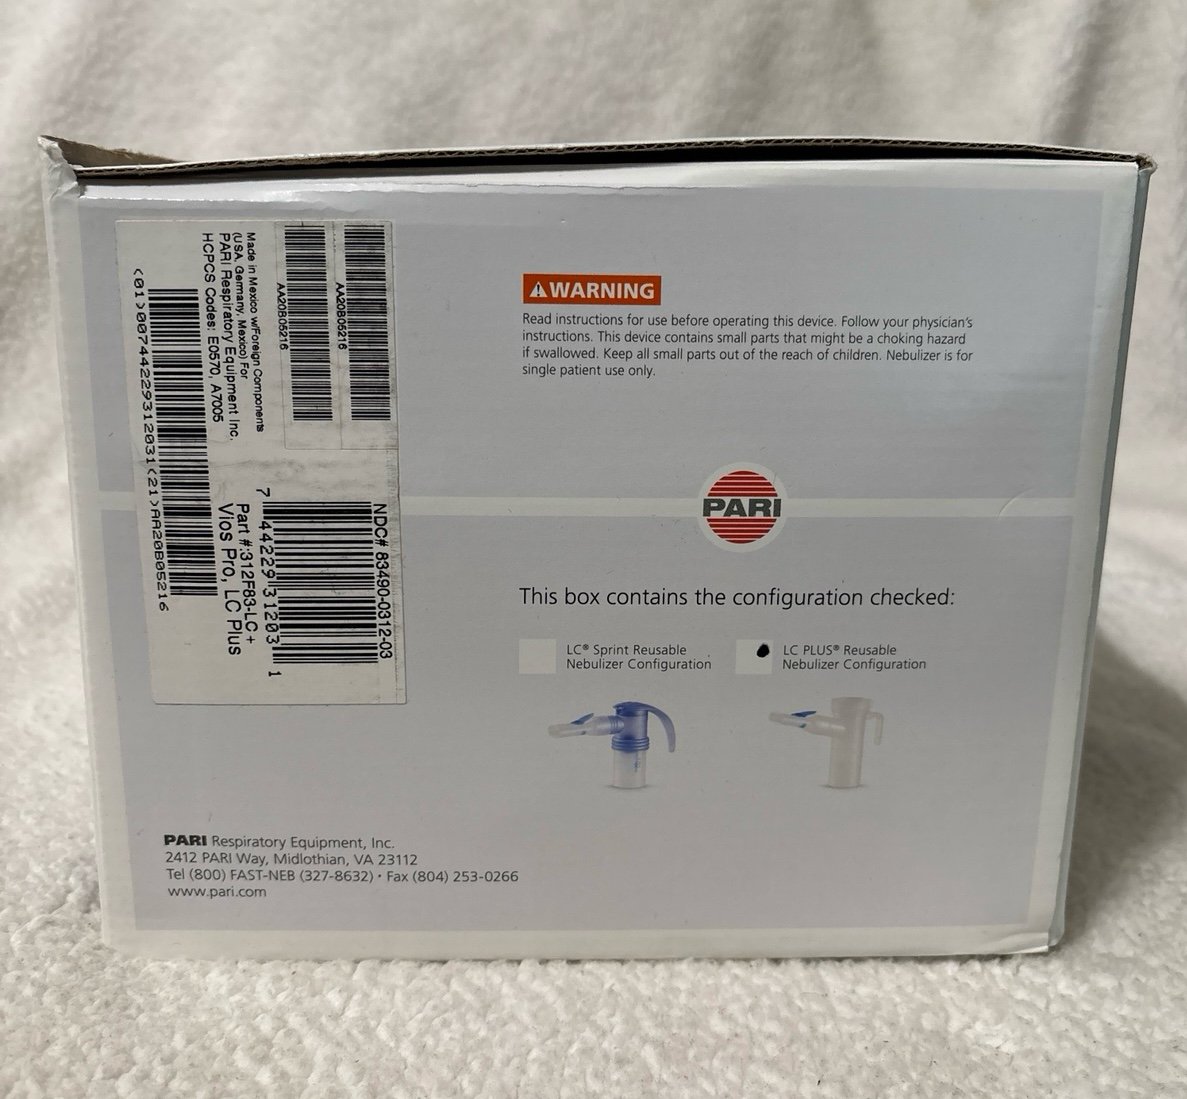 Made in Mexico w/Foreign Components
(USA, Germany, Mexico) For
PARI Respiratory Equipment Inc.
HCPCS Codes: E0570, A7005
AA20B05216
AA20B05216
(01)00744229312031(21)AA20B05216
NDC# 83490-0312-03
7 44229 31203 1
Part #:312F83-LC+
Vios Pro, LC Plus
WARNING
Read instructions for use before operating this device. Follow your physician's
instructions. This device contains small parts that might be a choking hazard
if swallowed. Keep all small parts out of the reach of children. Nebulizer is for
single patient use only.
PARI
This box contains the configuration checked:
LC® Sprint Reusable
Nebulizer Configuration
LC PLUS® Reusable
Nebulizer Configuration
PARI Respiratory Equipment, Inc.
2412 PARI Way, Midlothian, VA 23112
Tel (800) FAST-NEB (327-8632) • Fax (804) 253-0266
www.pari.com